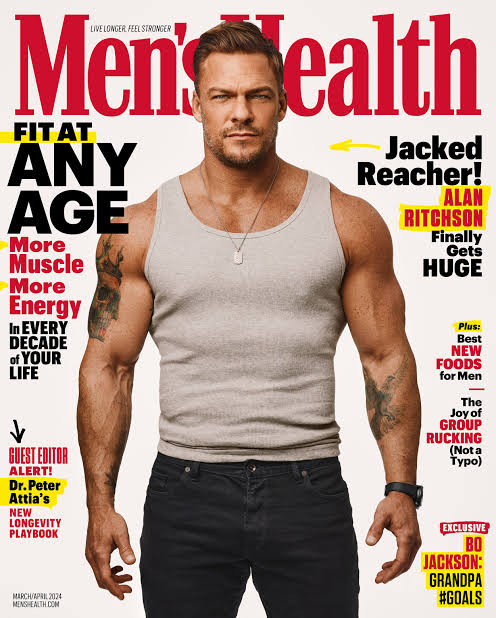 LIVE LONGER, FEEL STRONGER
Men'sHealth
FIT AT
ANY
AGE
More
Muscle
More
Energy
In EVERY
DECADE
of YOUR
LIFE
GUEST EDITOR
ALERT!
Dr. Peter
Attia's
NEW
LONGEVITY
PLAYBOOK
MARCH/APRIL 2024
MENSHEALTH.COM
Jacked
Reacher!
ALAN
RITCHSON
Finally
Gets
HUGE
Plus:
Best
NEW
FOODS
for Men
The
Joy of
GROUP
RUCKING
(Not a
Typo)
EXCLUSIVE
BO
JACKSON:
GRANDPA
#GOALS